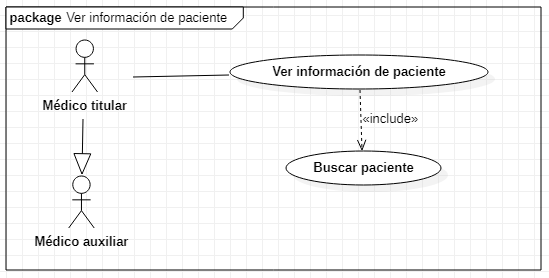 package Ver información de paciente
Médico titular
Ver información de paciente
«include»
Buscar paciente
Médico auxiliar